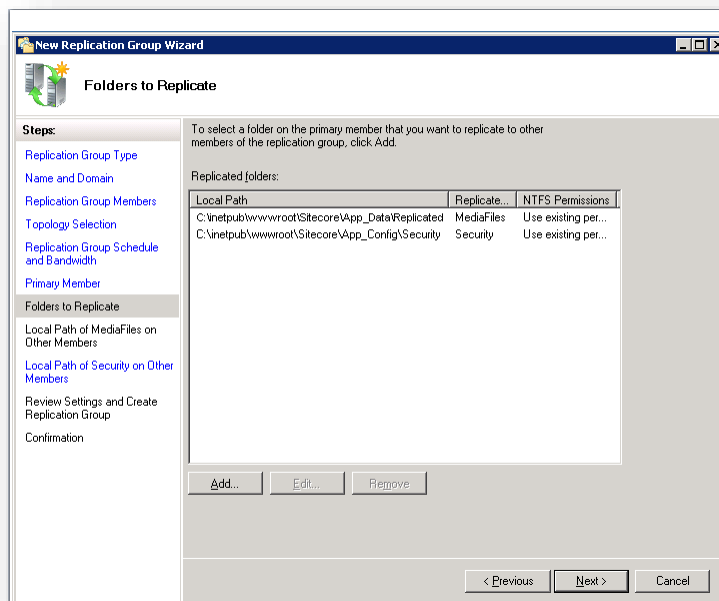 New Replication Group Wizard
Folders to Replicate
Steps:
Replication Group Type
Name and Domain
Replication Group Members
Topology Selection
Replication Group Schedule
and Bandwidth
Primary Member
Folders to Replicate
Local Path of MediaFiles on
Other Members
Local Path of Security on Other
Members
Review Settings and Create
Replication Group
Confirmation
To select a folder on the primary member that you want to replicate to other
members of the replication group, click Add.
Replicated folders:
Local Path Replicate... NTFS Permissions
C:\inetpub\wwwroot\Sitecore\App_Data\Replicated MediaFiles Use existing per...
C:\inetpub\wwwroot\Sitecore\App_Config\Security Security Use existing per...
Add... Edit... Remove
< Previous Next > Cancel